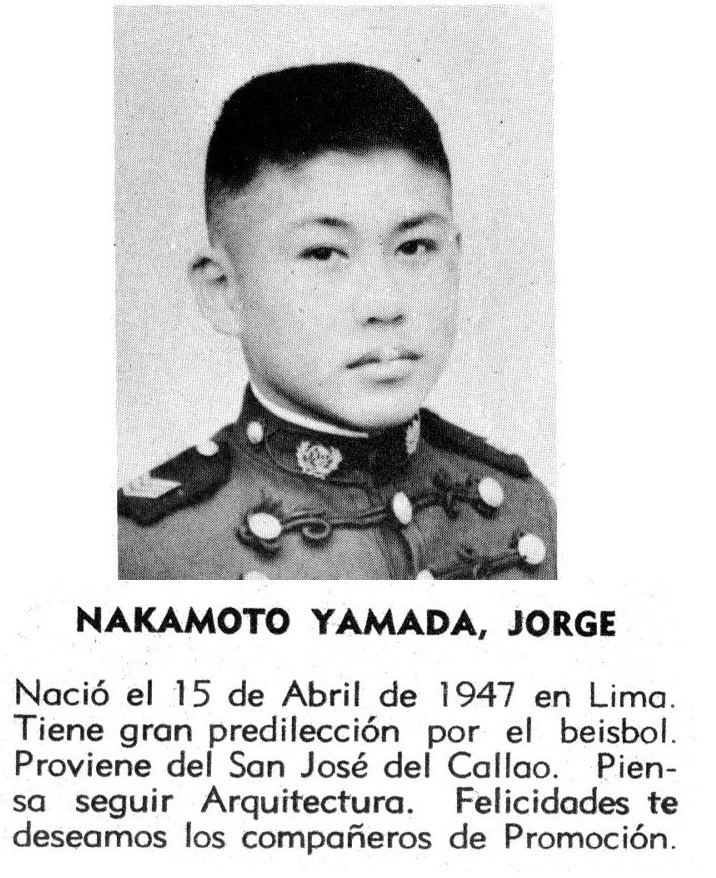 NAKAMOTO YAMADA, JORGE
Nació el 15 de Abril de 1947 en Lima.
Tiene gran predilección por el beisbol.
Proviene del San José del Callao. Pien-
sa seguir Arquitectura. Felicidades te
deseamos los compañeros de Promoción.